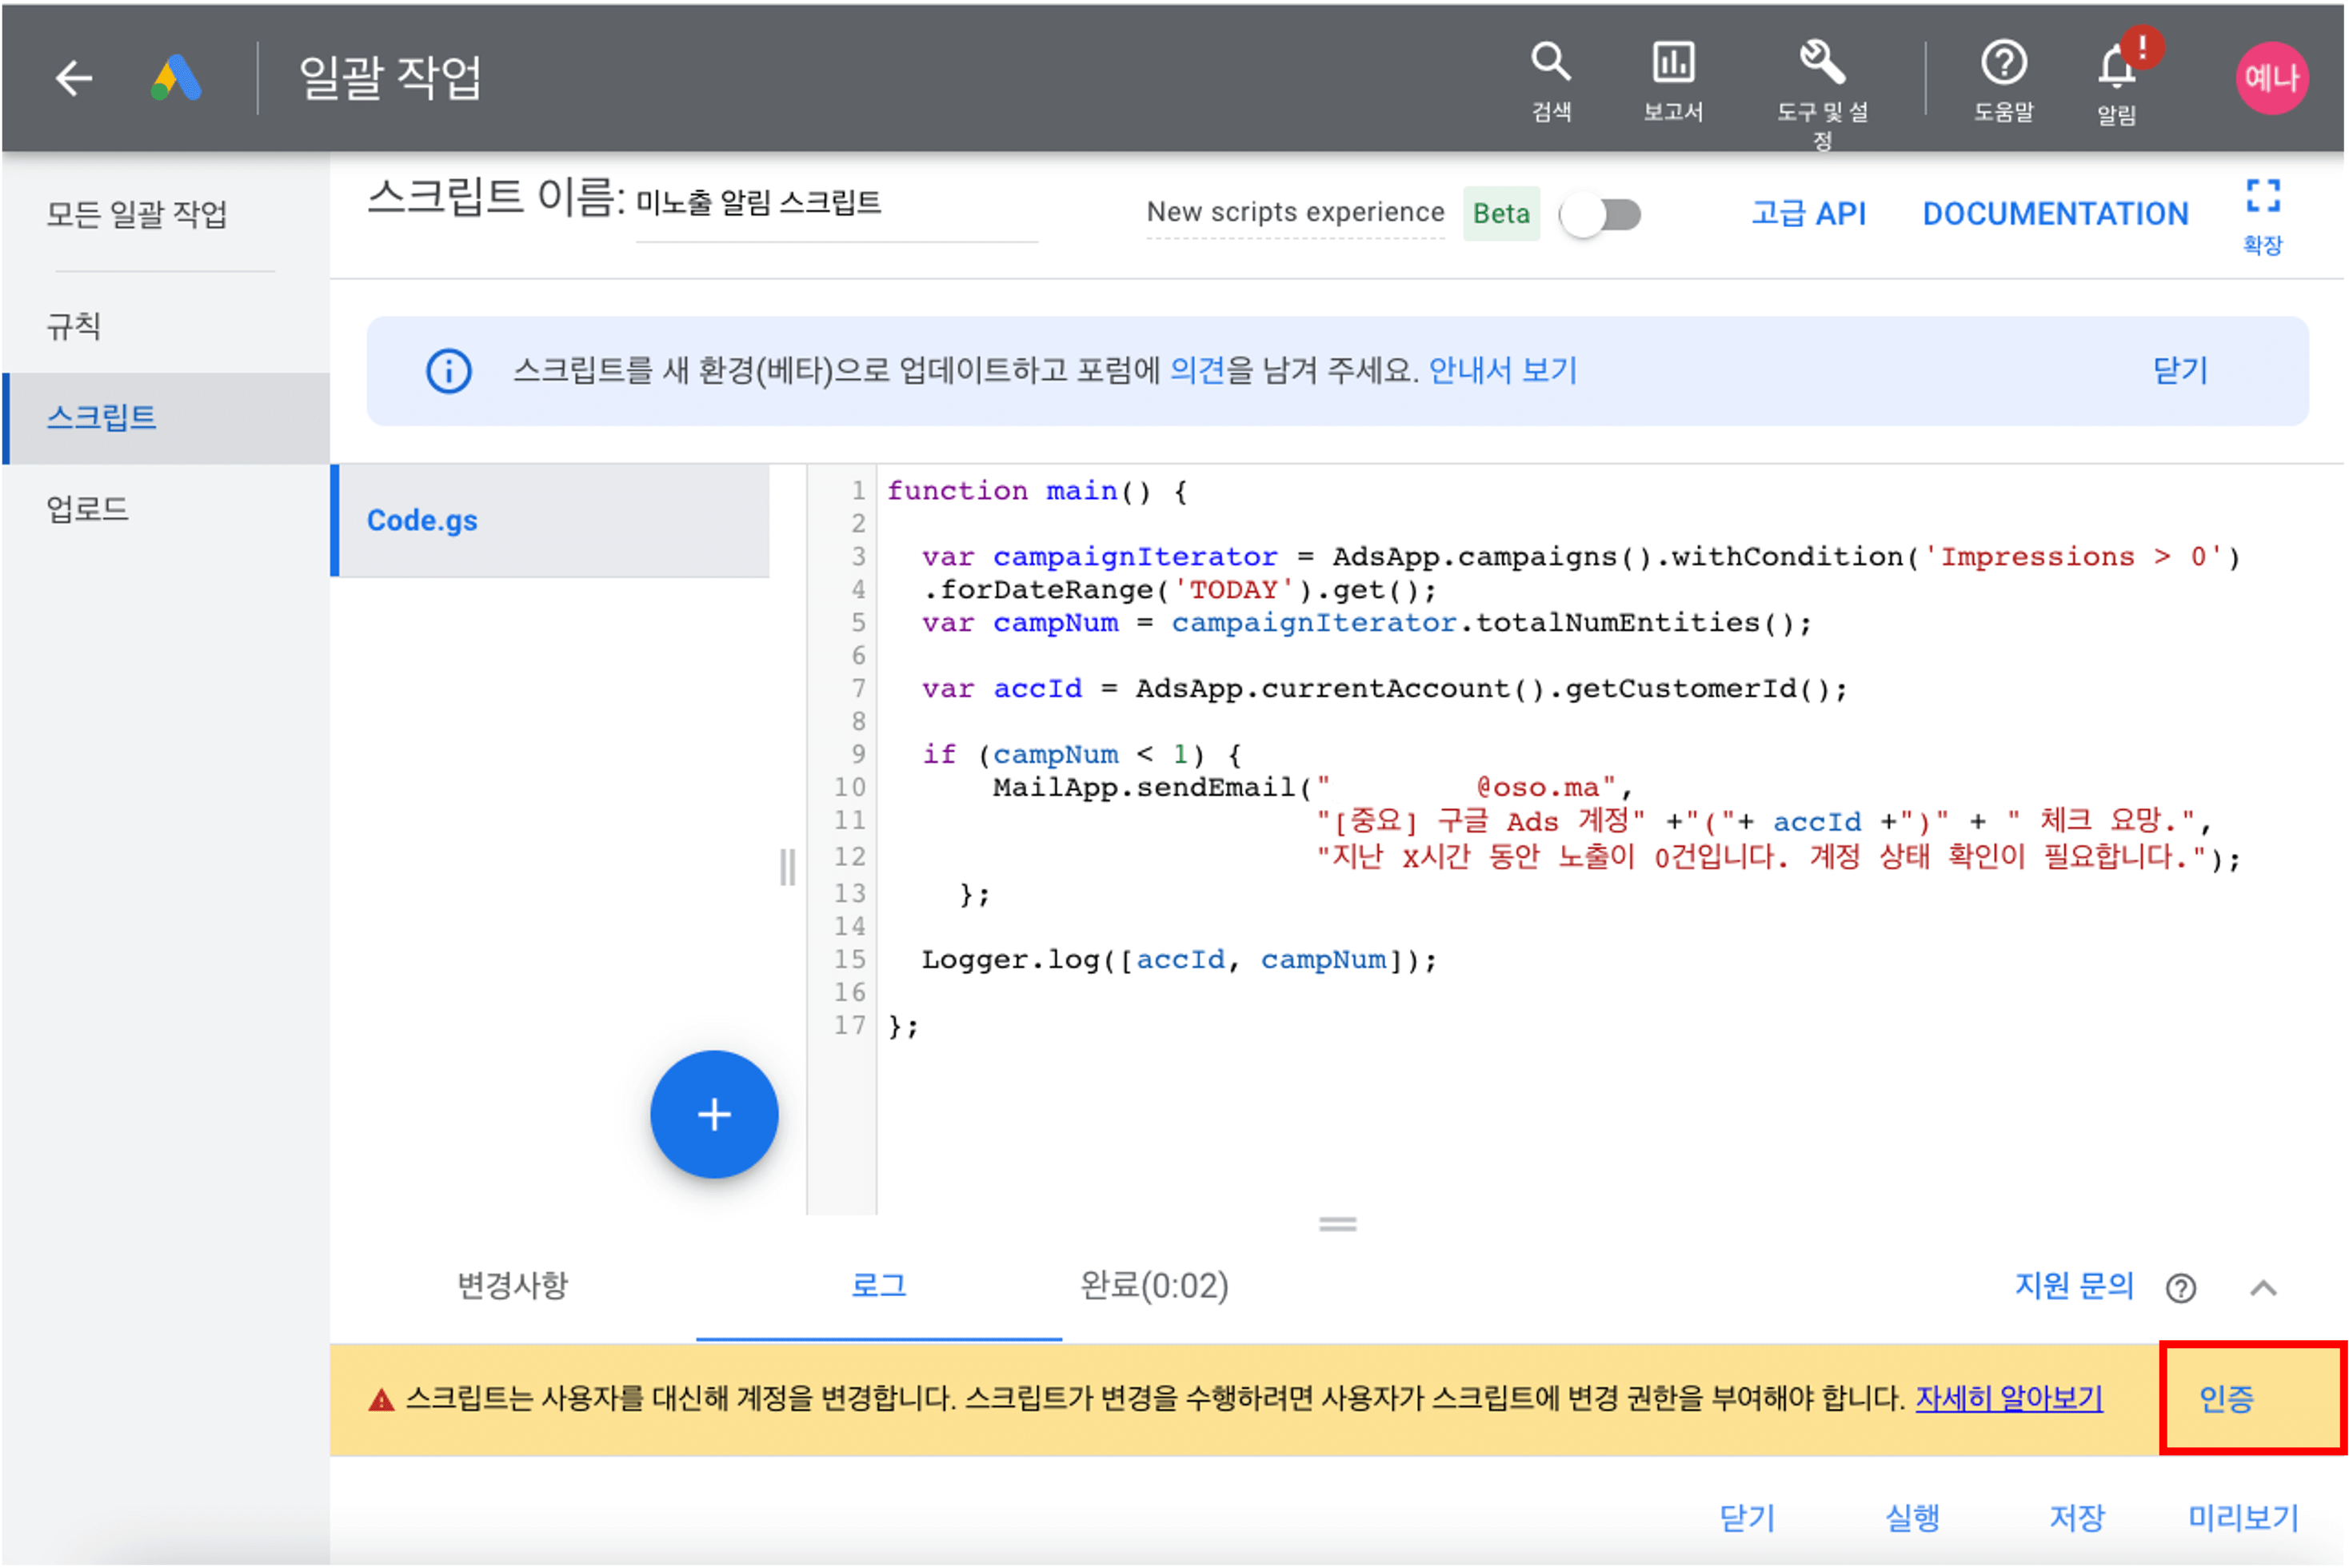 일괄 작업
검색
보고서
도구 및 설
정
도움말
!
알림
예나
모든 일괄 작업
규칙
스크립트
업로드
스크립트 이름: 미노출 알림 스크립트
New scripts experience Beta
고급 API
DOCUMENTATION
확장
스크립트를 새 환경(베타)으로 업데이트하고 포럼에 의견을 남겨 주세요. 안내서 보기
닫기
Code.gs
1 function main() {
2
3 var campaignIterator = AdsApp.campaigns().withCondition('Impressions > 0')
4 .forDateRange('TODAY').get();
5 var campNum = campaignIterator.totalNumEntities();
6
7 var accId = AdsApp.currentAccount().getCustomerId();
8
9 if (campNum < 1) {
10 MailApp.sendEmail(" @oso.ma",
11 "[중요] 구글 Ads 계정" +"("+ accId +")" + " 체크 요망.",
12 "지난 X시간 동안 노출이 0건입니다. 계정 상태 확인이 필요합니다.");
13 };
14
15 Logger.log([accId, campNum]);
16
17 };
변경사항
로그
완료(0:02)
지원 문의
스크립트는 사용자를 대신해 계정을 변경합니다. 스크립트가 변경을 수행하려면 사용자가 스크립트에 변경 권한을 부여해야 합니다. 자세히 알아보기
인증
닫기
실행
저장
미리보기